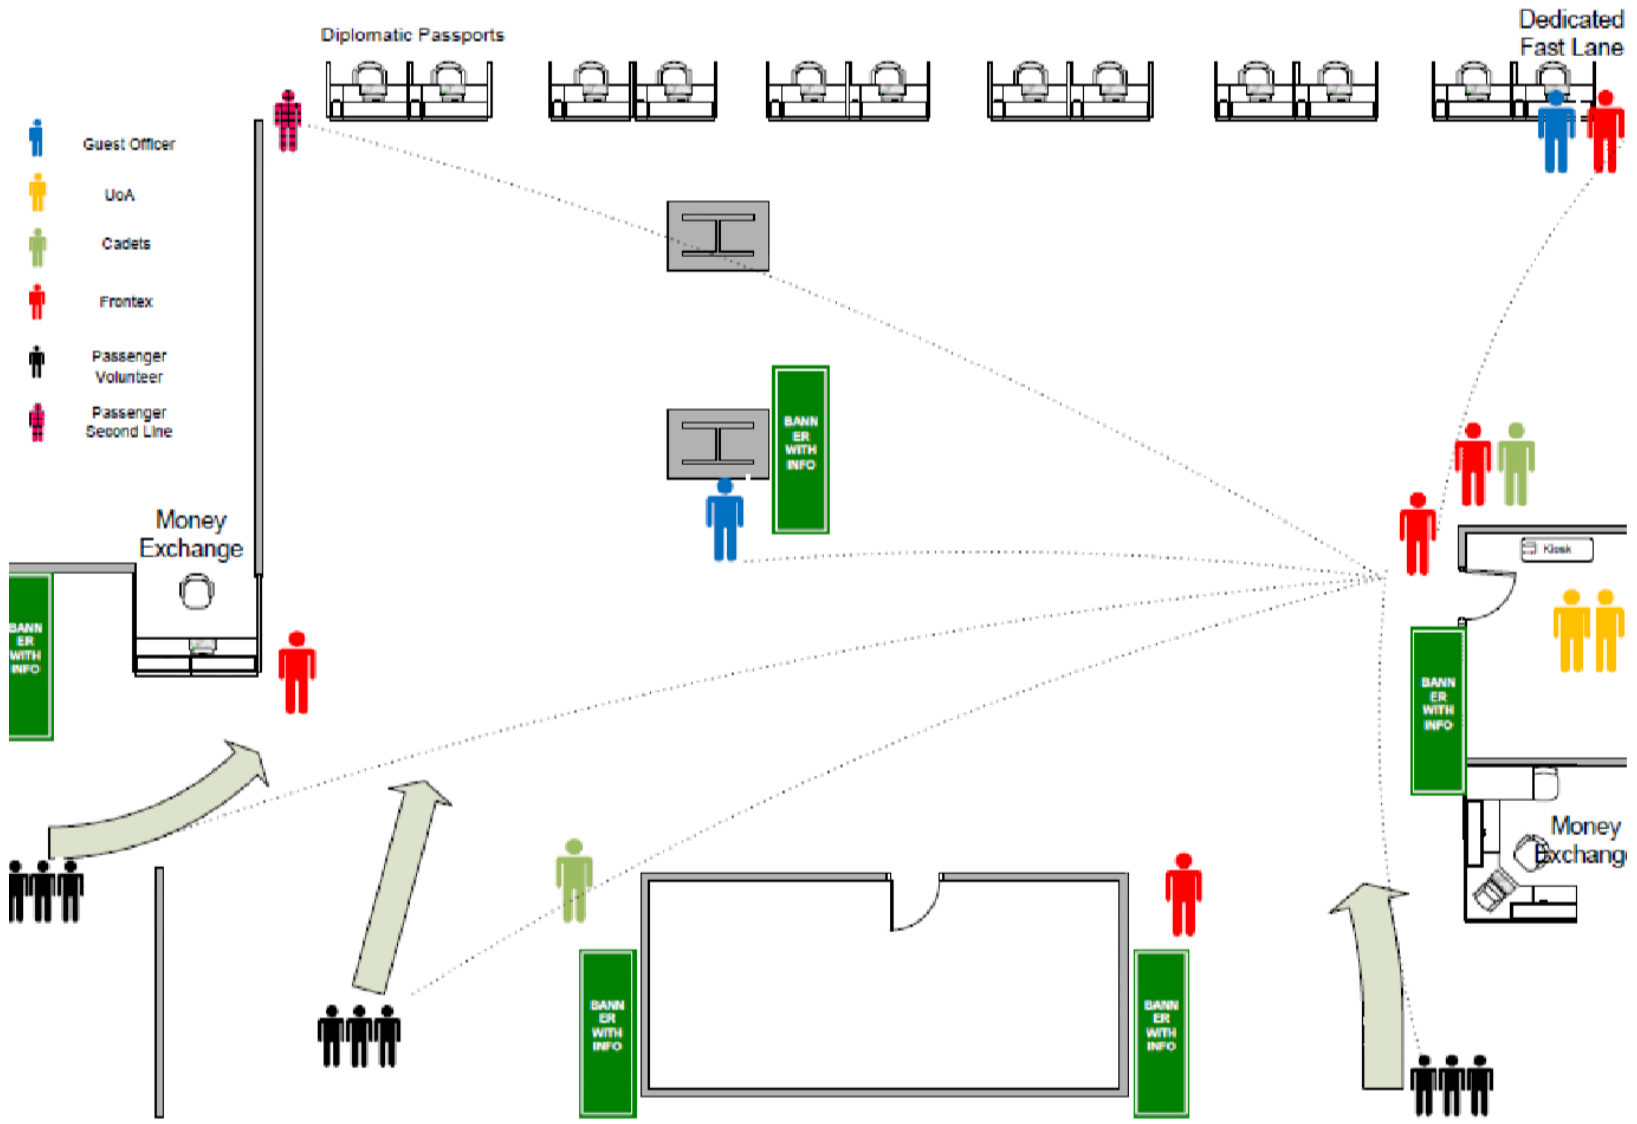 Dedicated
Fast Lane
Diplomatic Passports
Guest Officer
UoA
Cadets
Frontex
Passenger
Volunteer
Passenger
Second Line
BANN
ER
WITH
INFO
Money
Exchange
Kiosk
BANN
ER
WITH
INFO
BANN
ER
WITH
INFO
Money
Exchang
BANN
ER
WITH
INFO
BANN
ER
WITH
INFO